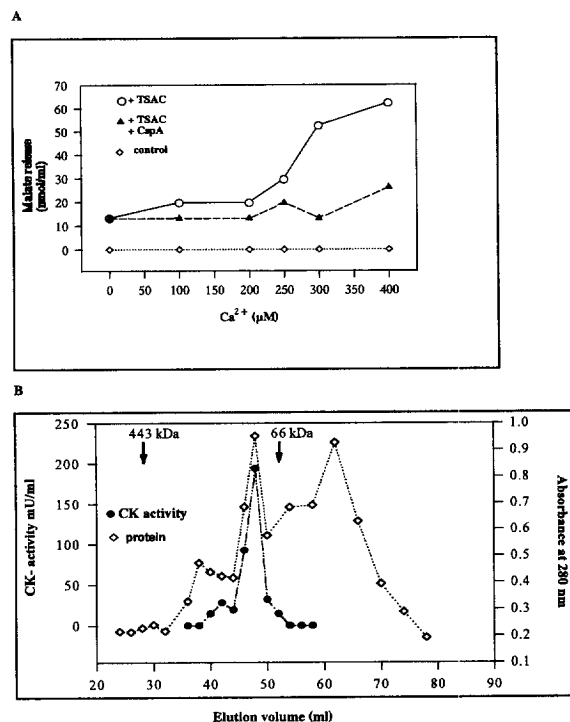 A
70
60
50
40
30
20
10
0
Malate release
(nmol/ml)
+ TSAC
+ TSAC
+ CspA
control
0 50 100 150 200 250 300 350 400
Ca2+ (µM)
B
250
200
150
100
50
0
CK- activity mU/ml
443 kDa
66 kDa
CK activity
protein
1.0
0.9
0.8
0.7
0.6
0.5
0.4
0.3
0.2
0.1
Absorbance at 280 nm
20 30 40 50 60 70 80 90
Elution volume (ml)